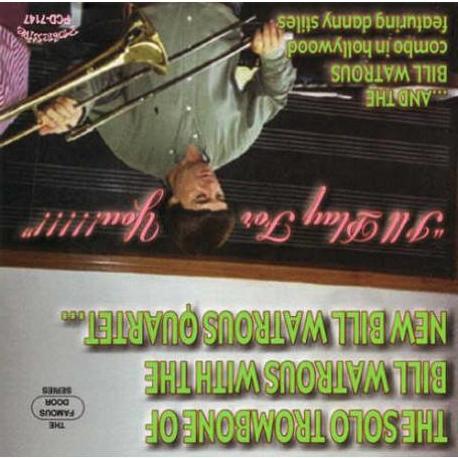 THE SOLO TROMBONE OF
BILL WATROUS WITH THE
NEW BILL WATROUS QUARTET...
THE
FAMOUS
DOOR
SERIES
"I'll Play For You!!!!!"
...AND THE
BILL WATROUS
combo in hollywood
featuring danny stiles
PROGRESSIVE
PCD-7147